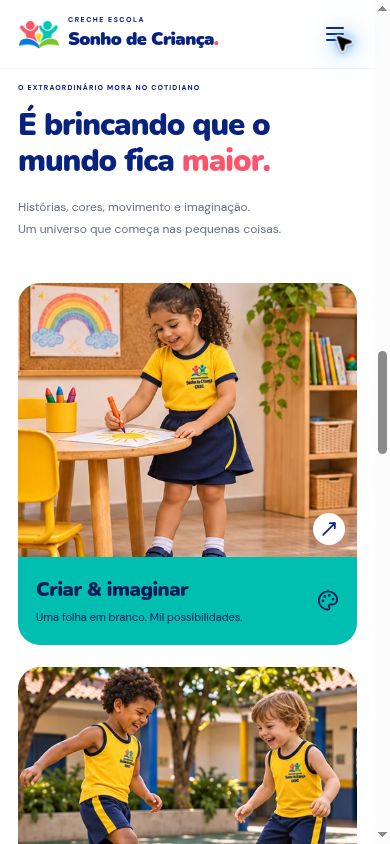 CRECHE ESCOLA
Sonho de Criança.
O EXTRAORDINÁRIO MORA NO COTIDIANO
É brincando que o
mundo fica maior.
Histórias, cores, movimento e imaginação.
Um universo que começa nas pequenas coisas.
Criar & imaginar
Uma folha em branco. Mil possibilidades.